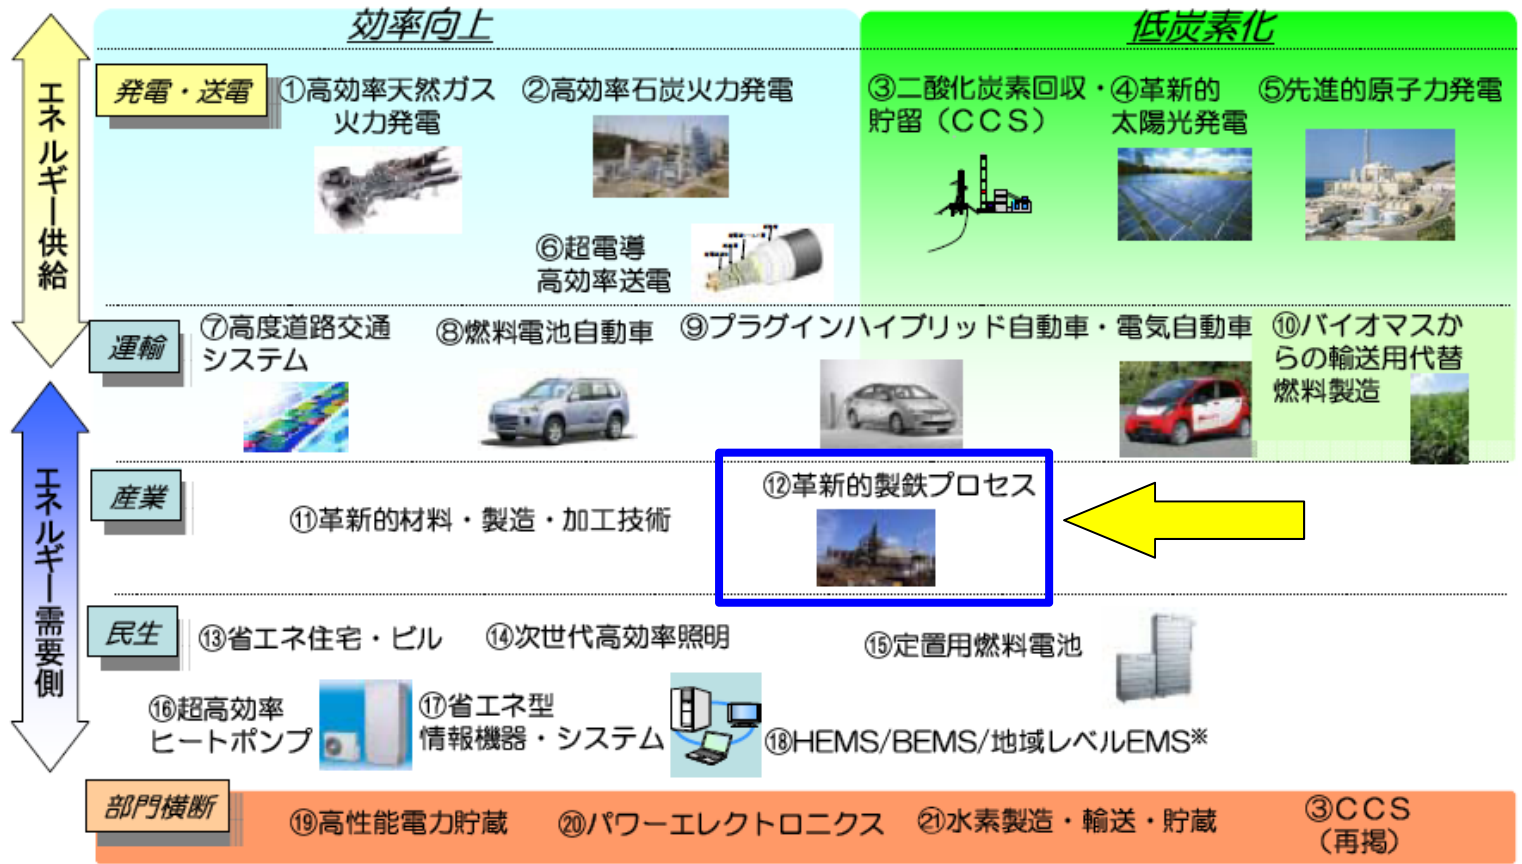 効率向上
低炭素化
エネルギー供給
発電・送電
①高効率天然ガス
火力発電
②高効率石炭火力発電
③二酸化炭素回収・
貯留（ＣＣＳ）
④革新的
太陽光発電
⑤先進的原子力発電
⑥超電導
高効率送電
運輸
⑦高度道路交通
システム
⑧燃料電池自動車
⑨プラグインハイブリッド自動車・電気自動車
⑩バイオマスか
らの輸送用代替
燃料製造
エネルギー需要側
産業
⑪革新的材料・製造・加工技術
⑫革新的製鉄プロセス
民生
⑬省エネ住宅・ビル
⑭次世代高効率照明
⑮定置用燃料電池
⑯超高効率
ヒートポンプ
⑰省エネ型
情報機器・システム
⑱HEMS/BEMS/地域レベルEMS※
部門横断
⑲高性能電力貯蔵
⑳パワーエレクトロニクス
㉑水素製造・輸送・貯蔵
③ＣＣＳ
（再掲）